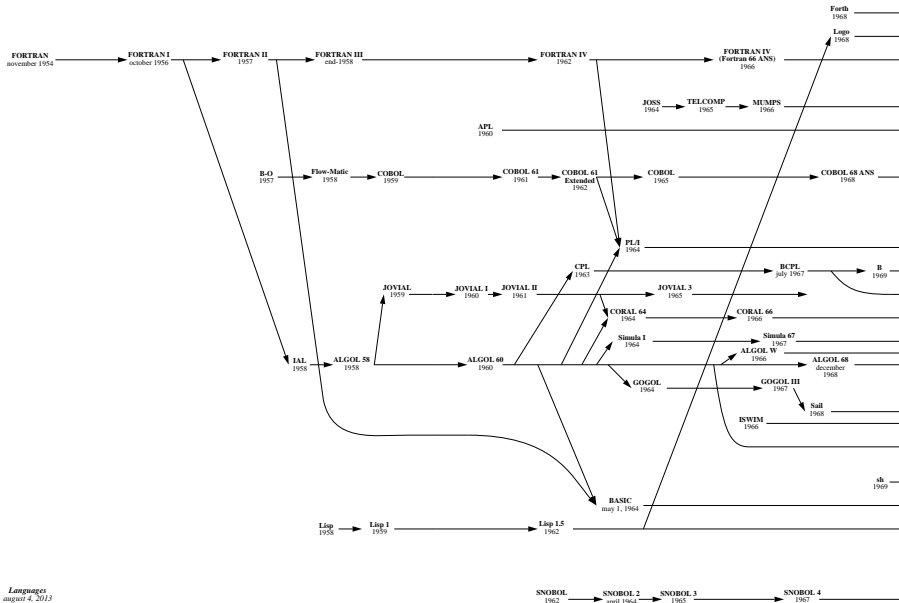 Forth
1968
Logo
1968
FORTRAN
november 1954
FORTRAN I
october 1956
FORTRAN II
1957
FORTRAN III
end-1958
FORTRAN IV
1962
FORTRAN IV
(Fortran 66 ANS)
1966
JOSS
1964
TELCOMP
1965
MUMPS
1966
APL
1960
B-O
1957
Flow-Matic
1958
COBOL
1959
COBOL 61
1961
COBOL 61
Extended
1962
COBOL
1965
COBOL 68 ANS
1968
PL/I
1964
CPL
1963
BCPL
july 1967
B
1969
JOVIAL
1959
JOVIAL I
1960
JOVIAL II
1961
JOVIAL 3
1965
CORAL 64
1964
CORAL 66
1966
Simula I
1964
Simula 67
1967
ALGOL W
1966
IAL
1958
ALGOL 58
1958
ALGOL 60
1960
ALGOL 68
december
1968
GOGOL
1964
GOGOL III
1967
Sail
1968
ISWIM
1966
sh
1969
BASIC
may 1, 1964
Lisp
1958
Lisp 1
1959
Lisp 1.5
1962
Languages
august 4, 2013
SNOBOL
1962
SNOBOL 2
april 1964
SNOBOL 3
1965
SNOBOL 4
1967